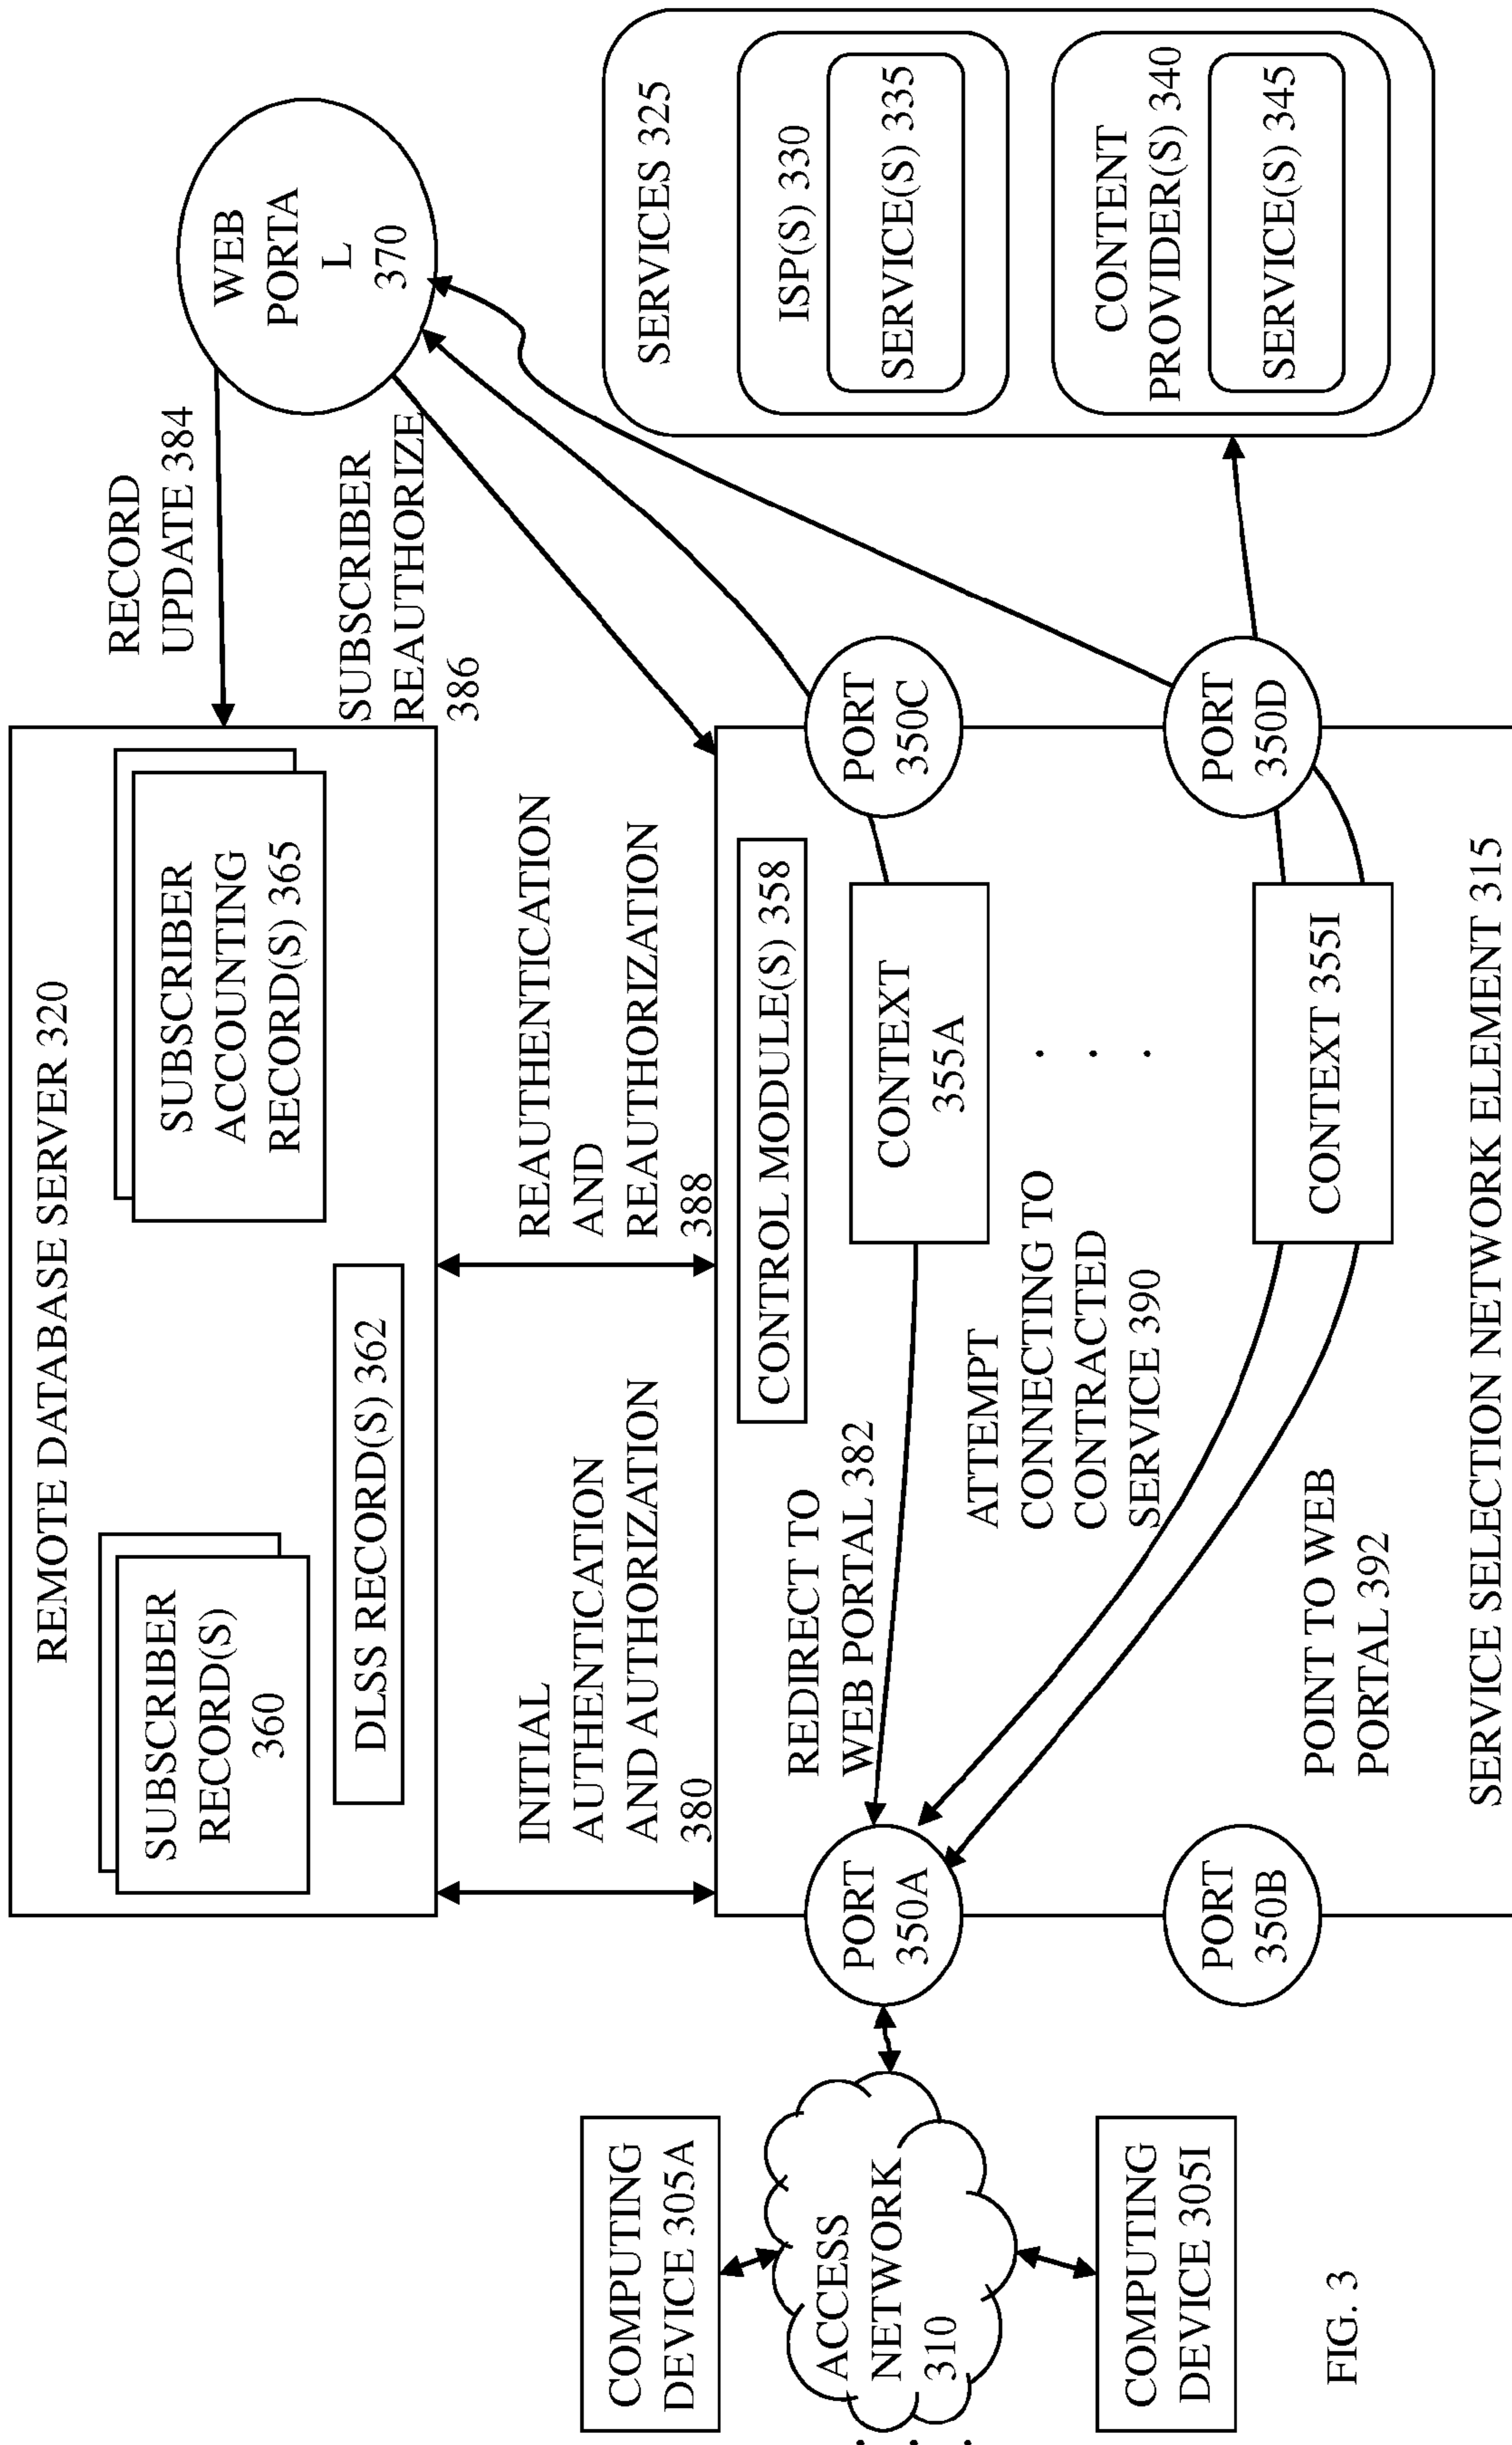 REMOTE DATABASE SERVER 320
SUBSCRIBER
RECORD(S)
360
SUBSCRIBER
ACCOUNTING
RECORD(S) 365
DLSS RECORD(S) 362
RECORD
UPDATE 384
WEB
PORTA
L
370
SUBSCRIBER
REAUTHORIZE
386
INITIAL
AUTHENTICATION
AND AUTHORIZATION
380
REAUTHENTICATION
AND
REAUTHORIZATION
388
COMPUTING
DEVICE 305A
ACCESS
NETWORK
310
COMPUTING
DEVICE 305I
PORT
350A
PORT
350B
REDIRECT TO
WEB PORTAL 382
CONTROL MODULE(S) 358
CONTEXT
355A
. . .
ATTEMPT
CONNECTING TO
CONTRACTED
SERVICE 390
CONTEXT 355I
POINT TO WEB
PORTAL 392
PORT
350C
PORT
350D
SERVICE SELECTION NETWORK ELEMENT 315
SERVICES 325
ISP(S) 330
SERVICE(S) 335
CONTENT
PROVIDER(S) 340
SERVICE(S) 345
FIG. 3